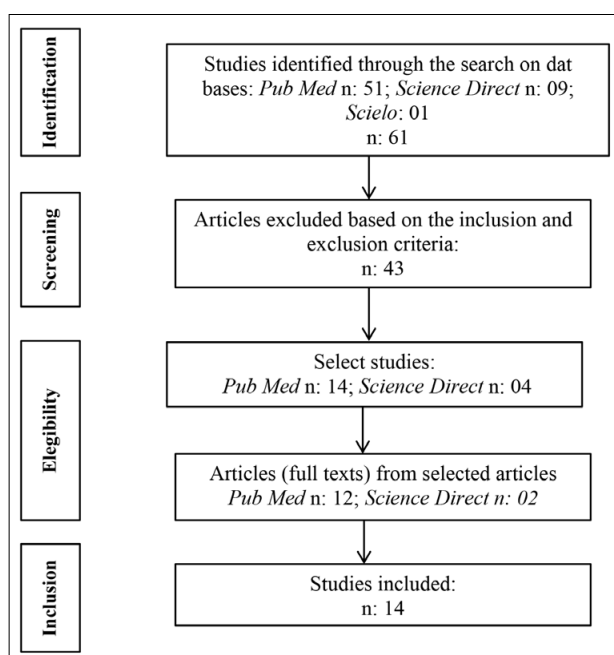 Identification
Studies identified through the search on dat
bases: Pub Med n: 51; Science Direct n: 09;
Scielo: 01
n: 61
Screening
Articles excluded based on the inclusion and
exclusion criteria:
n: 43
Elegibility
Select studies:
Pub Med n: 14; Science Direct n: 04
Articles (full texts) from selected articles
Pub Med n: 12; Science Direct n: 02
Inclusion
Studies included:
n: 14